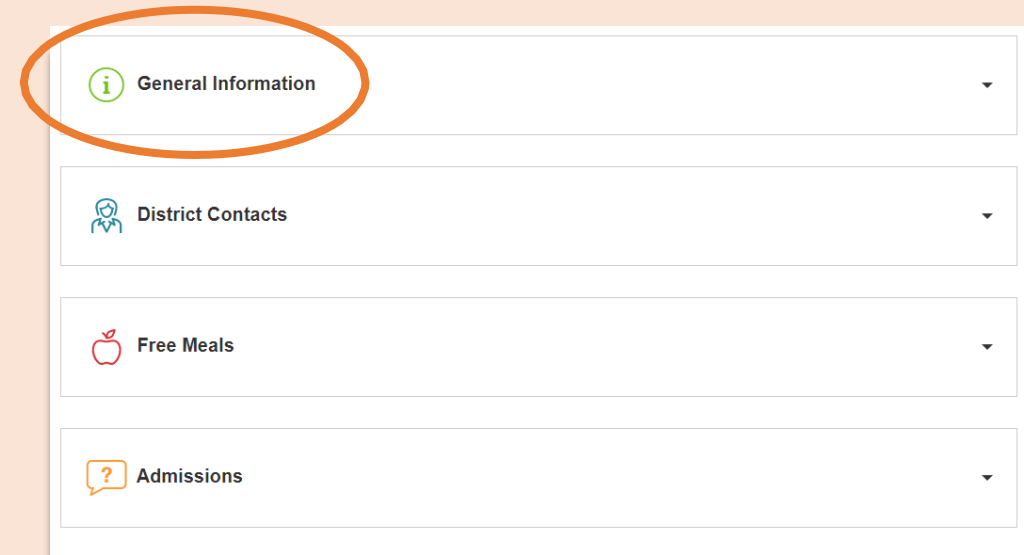 General Information
District Contacts
Free Meals
Admissions